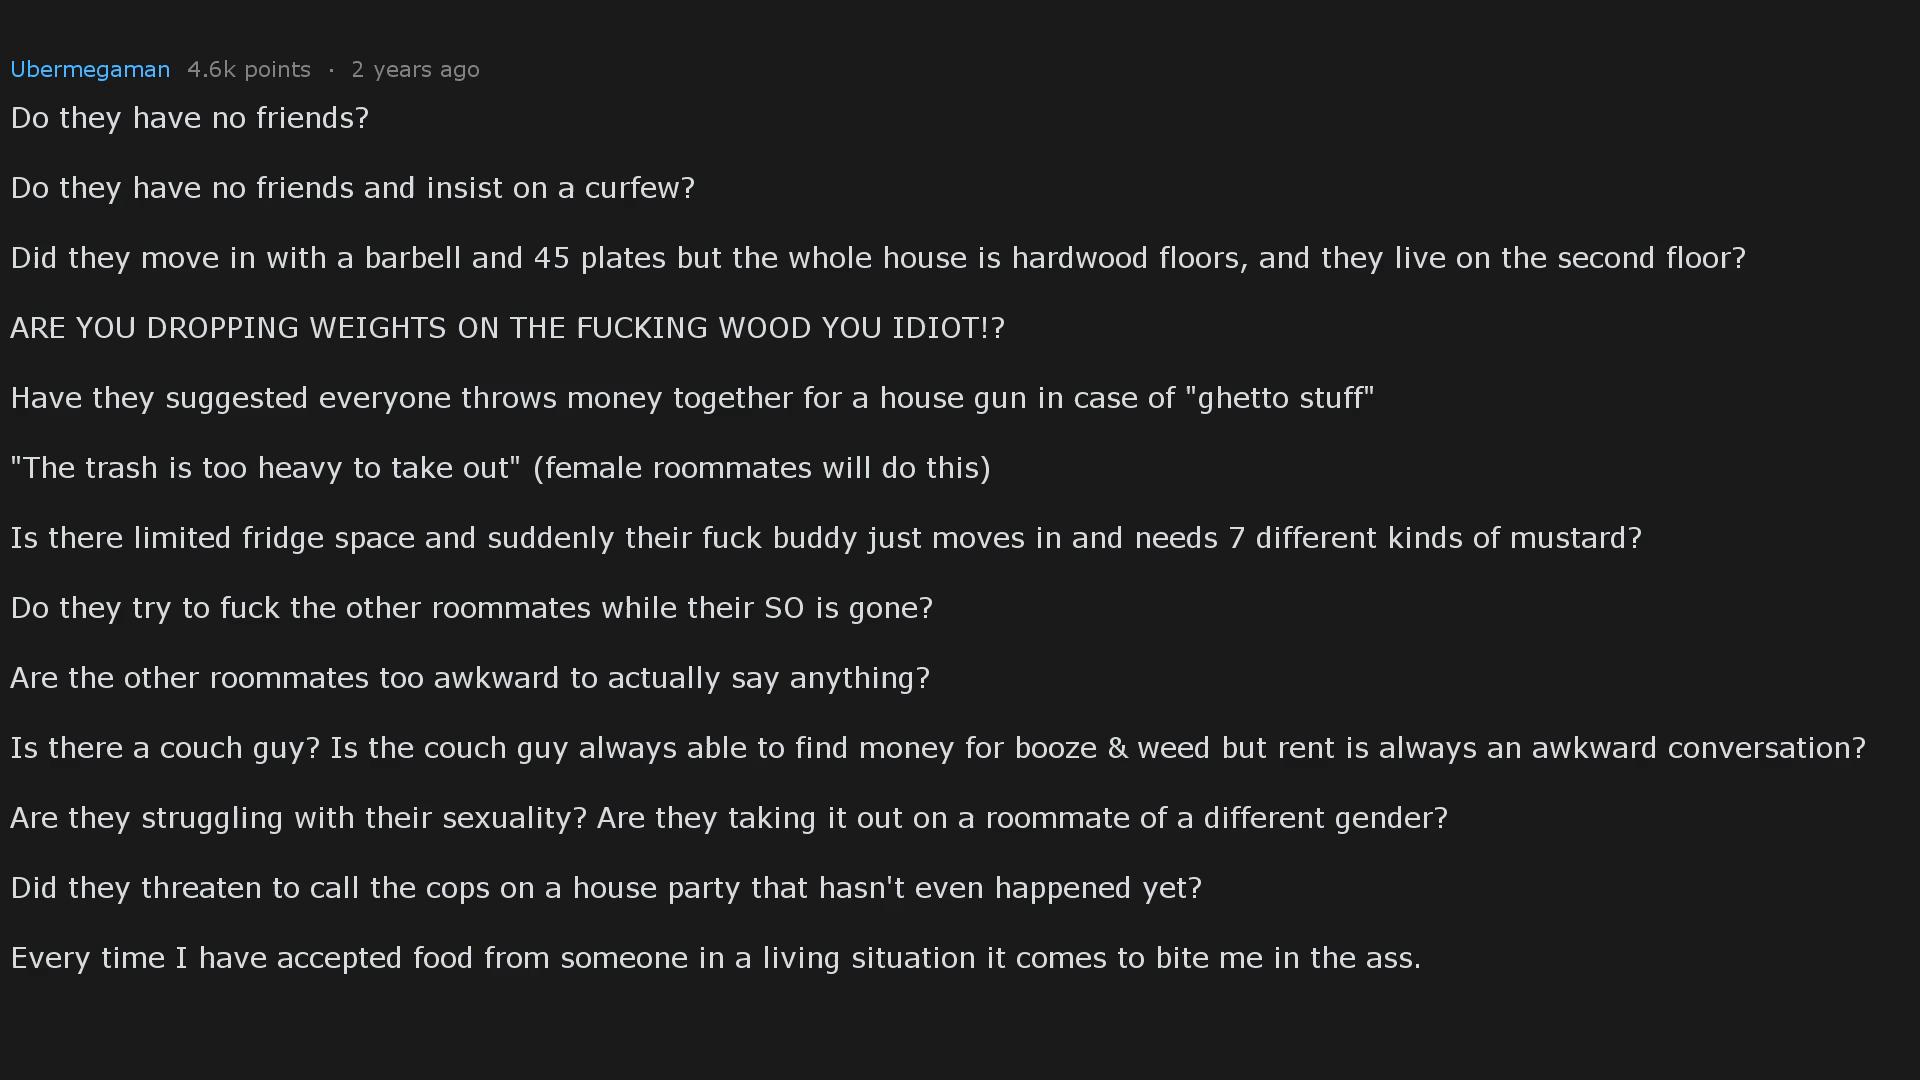 Ubermegaman 4.6k points · 2 years ago
Do they have no friends?
Do they have no friends and insist on a curfew?
Did they move in with a barbell and 45 plates but the whole house is hardwood floors, and they live on the second floor?
ARE YOU DROPPING WEIGHTS ON THE FUCKING WOOD YOU IDIOT!?
Have they suggested everyone throws money together for a house gun in case of "ghetto stuff"
"The trash is too heavy to take out" (female roommates will do this)
Is there limited fridge space and suddenly their fuck buddy just moves in and needs 7 different kinds of mustard?
Do they try to fuck the other roommates while their SO is gone?
Are the other roommates too awkward to actually say anything?
Is there a couch guy? Is the couch guy always able to find money for booze & weed but rent is always an awkward conversation?
Are they struggling with their sexuality? Are they taking it out on a roommate of a different gender?
Did they threaten to call the cops on a house party that hasn't even happened yet?
Every time I have accepted food from someone in a living situation it comes to bite me in the ass.